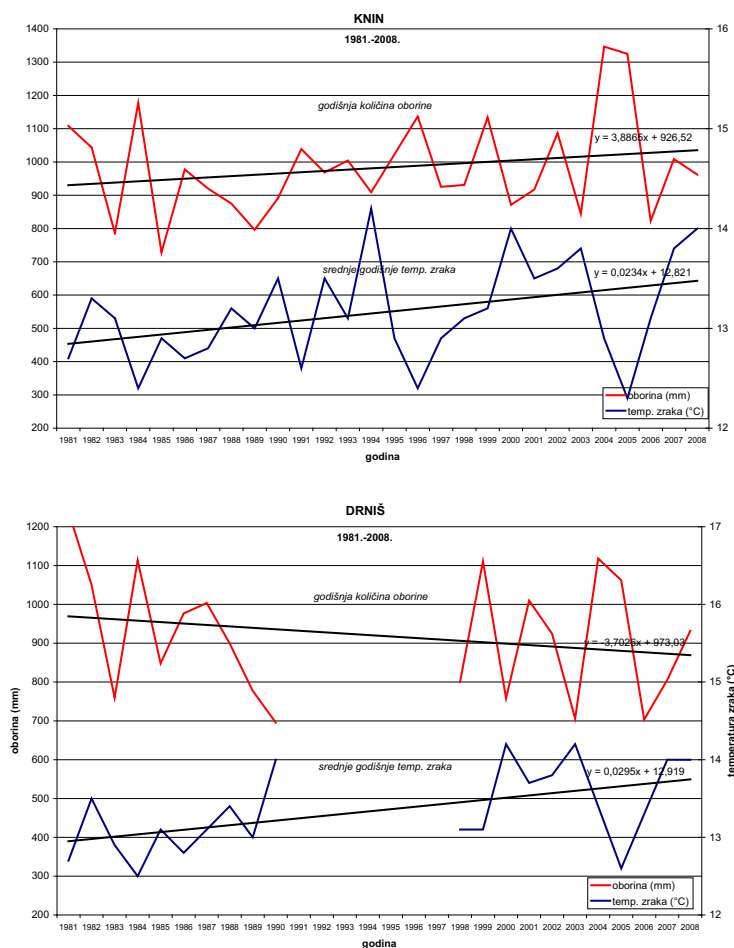 KNIN
1981.-2008.
1400
1300
1200
1100
1000
900
800
700
600
500
400
300
200
16
15
14
13
12
godišnja količina oborine
y = 3,8865x + 926,52
srednje godišnje temp. zraka
y = 0,0234x + 12,821
oborina (mm)
temp. zraka (°C)
1981 1982 1983 1984 1985 1986 1987 1988 1989 1990 1991 1992 1993 1994 1995 1996 1997 1998 1999 2000 2001 2002 2003 2004 2005 2006 2007 2008
godina
DRNIŠ
1981.-2008.
1200
1100
1000
900
800
700
600
500
400
300
200
oborina (mm)
17
16
15
14
13
12
temperatura zraka (°C)
godišnja količina oborine
y = -3,7026x + 973,03
srednje godišnje temp. zraka
y = 0,0295x + 12,919
oborina (mm)
temp. zraka (°C)
1981 1982 1983 1984 1985 1986 1987 1988 1989 1990 1991 1992 1993 1994 1995 1996 1997 1998 1999 2000 2001 2002 2003 2004 2005 2006 2007 2008
godina